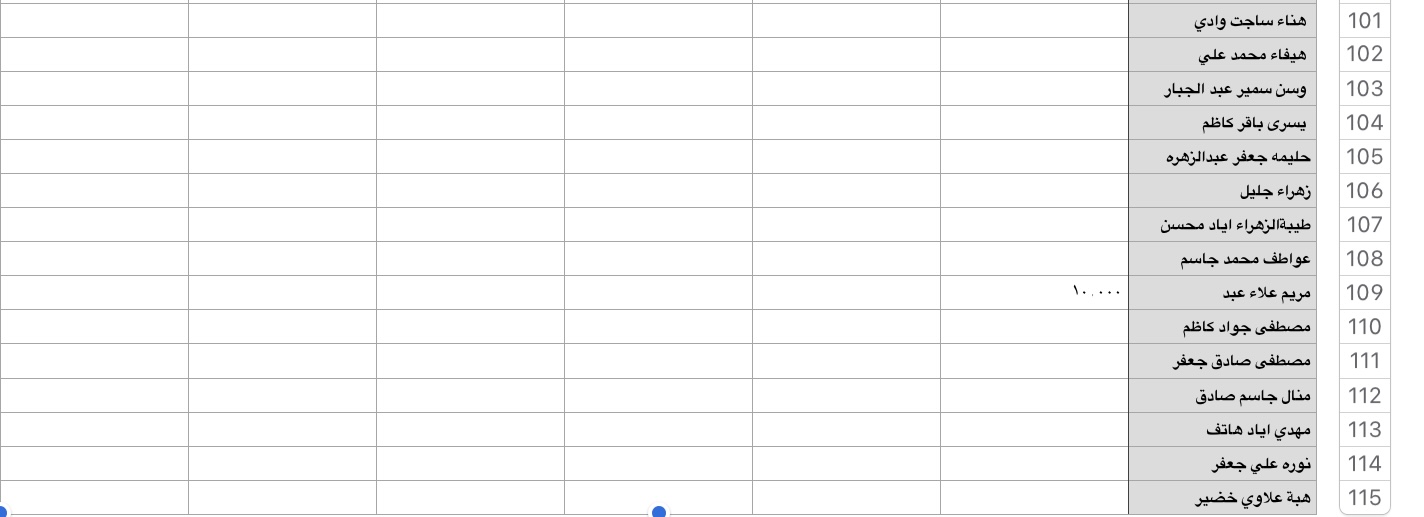 101 هناء ساجت وادي
102 هيفاء محمد علي
103 وسن سمير عبد الجبار
104 يسرى باقر كاظم
105 حليمه جعفر عبدالزهره
106 زهراء جليل
107 طيبةالزهراء اياد محسن
108 عواطف محمد جاسم
109 مريم علاء عبد ١٠.٠٠٠
110 مصطفى جواد كاظم
111 مصطفى صادق جعفر
112 منال جاسم صادق
113 مهدي اياد هاتف
114 نوره علي جعفر
115 هبة علاوي خضير